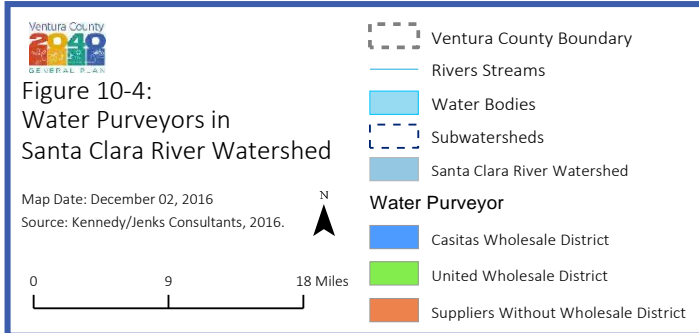 Ventura County
2040
GENERAL PLAN
Figure 10-4:
Water Purveyors in
Santa Clara River Watershed
Map Date: December 02, 2016
Source: Kennedy/Jenks Consultants, 2016.
N
0 9 18 Miles
Ventura County Boundary
Rivers Streams
Water Bodies
Subwatersheds
Santa Clara River Watershed
Water Purveyor
Casitas Wholesale District
United Wholesale District
Suppliers Without Wholesale District